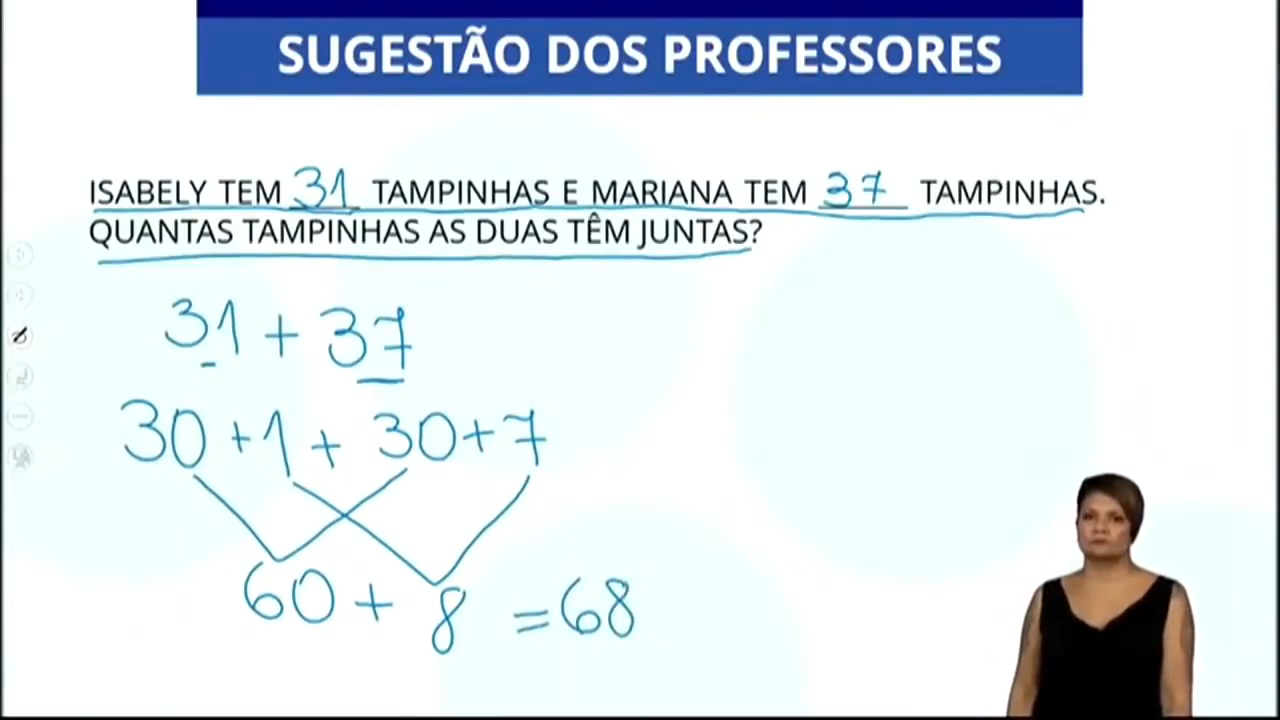 SUGESTÃO DOS PROFESSORES
ISABELY TEM 31 TAMPINHAS E MARIANA TEM 37 TAMPINHAS.
QUANTAS TAMPINHAS AS DUAS TÊM JUNTAS?
31 + 37
30 + 1 + 30 + 7
60 + 8 = 68